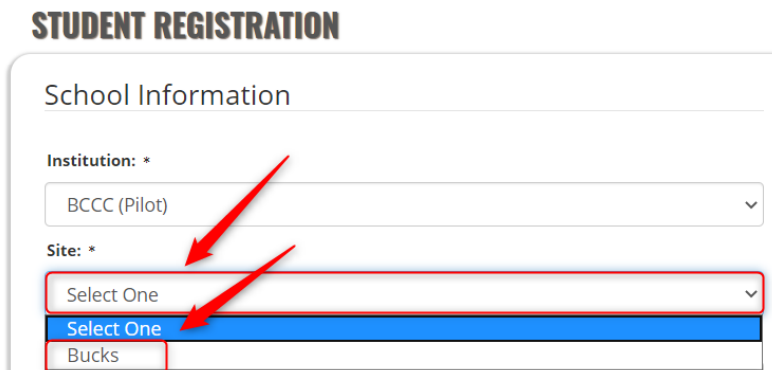 STUDENT REGISTRATION
School Information
Institution: *
BCCC (Pilot)
Site: *
Select One
Select One
Bucks